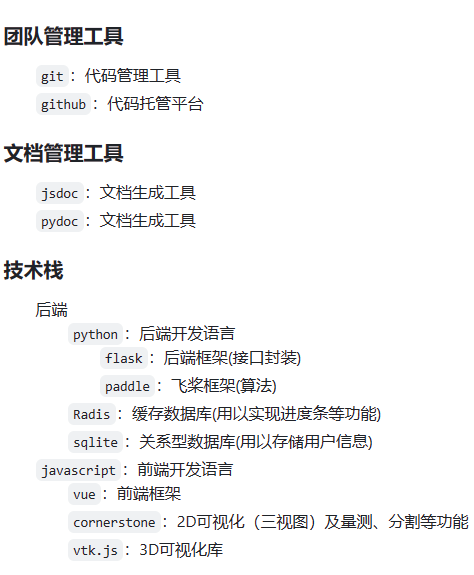 团队管理工具
git：代码管理工具
github：代码托管平台
文档管理工具
jsdoc：文档生成工具
pydoc：文档生成工具
技术栈
后端
python：后端开发语言
flask：后端框架(接口封装)
paddle：飞桨框架(算法)
Radis：缓存数据库(用以实现进度条等功能)
sqlite：关系型数据库(用以存储用户信息)
javascript：前端开发语言
vue：前端框架
cornerstone：2D可视化（三视图）及量测、分割等功能
vtk.js：3D可视化库